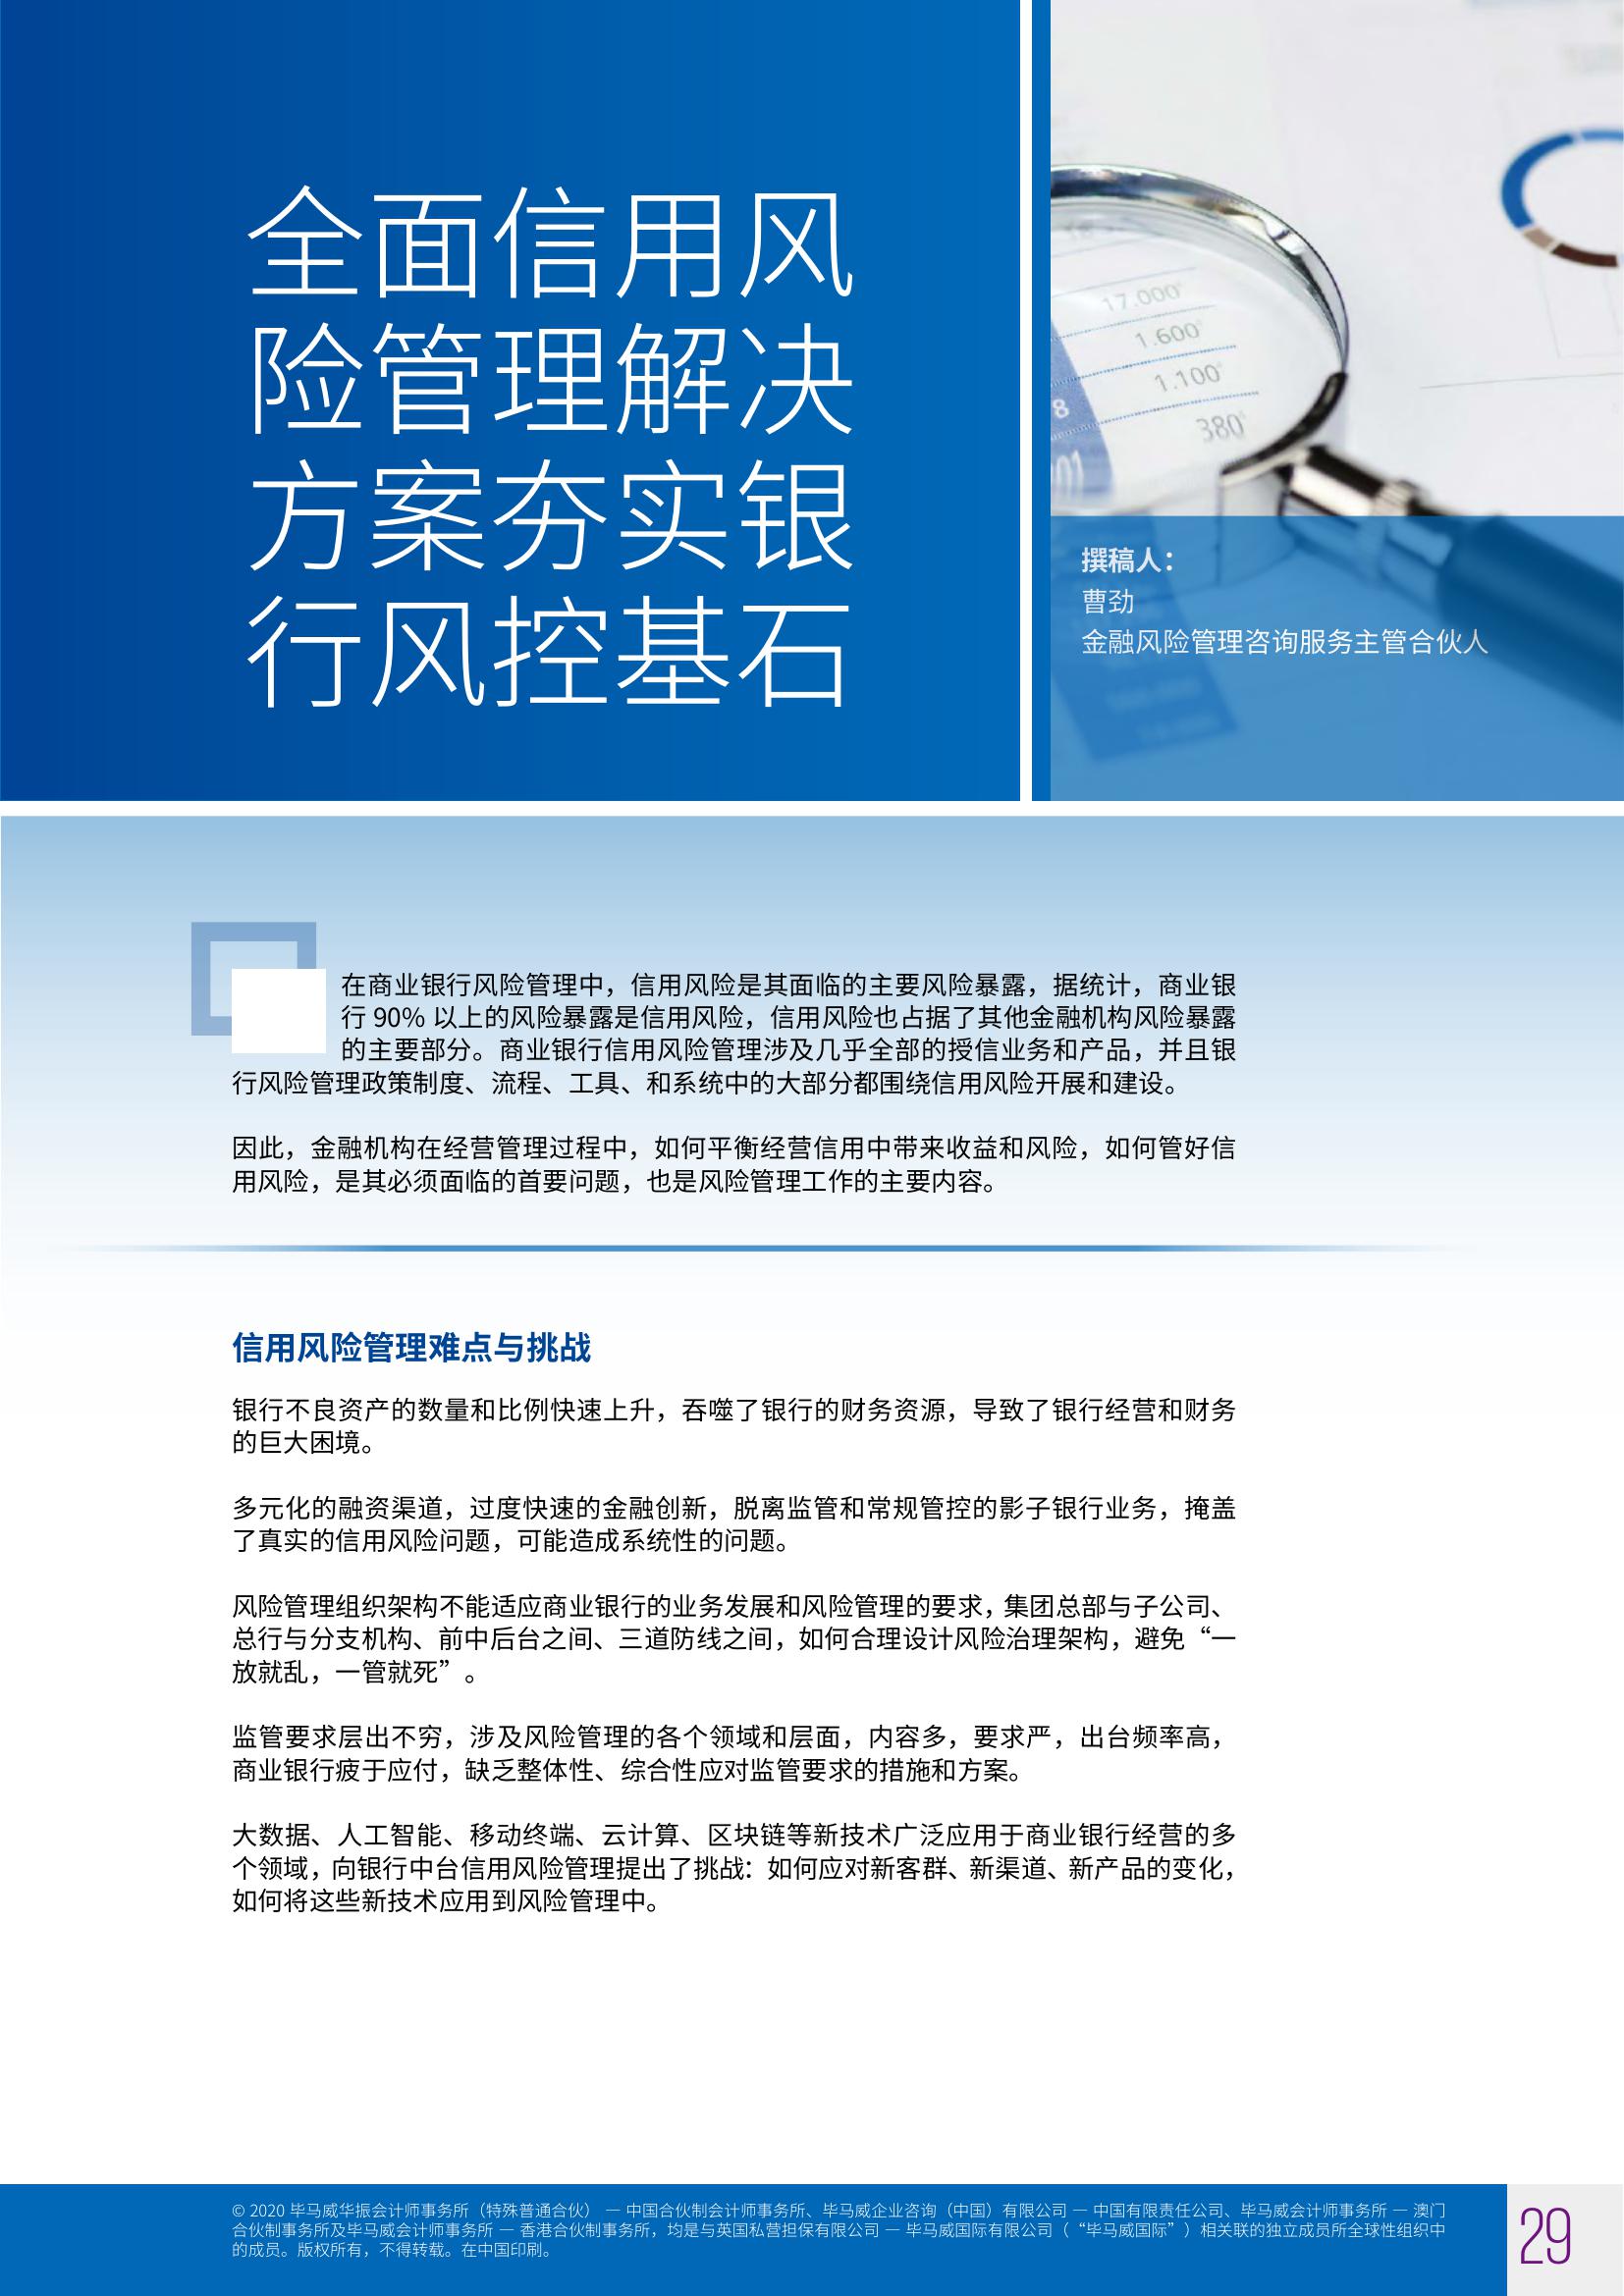 全面信用风
险管理解决
方案夯实银
行风控基石
17.000
1.600
1.100
8
380
01
撰稿人：
曹劲
金融风险管理咨询服务主管合伙人
在商业银行风险管理中，信用风险是其面临的主要风险暴露，据统计，商业银
行 90% 以上的风险暴露是信用风险，信用风险也占据了其他金融机构风险暴露
的主要部分。商业银行信用风险管理涉及几乎全部的授信业务和产品，并且银
行风险管理政策制度、流程、工具、和系统中的大部分都围绕信用风险开展和建设。
因此，金融机构在经营管理过程中，如何平衡经营信用中带来收益和风险，如何管好信
用风险，是其必须面临的首要问题，也是风险管理工作的主要内容。
信用风险管理难点与挑战
银行不良资产的数量和比例快速上升，吞噬了银行的财务资源，导致了银行经营和财务
的巨大困境。
多元化的融资渠道，过度快速的金融创新，脱离监管和常规管控的影子银行业务，掩盖
了真实的信用风险问题，可能造成系统性的问题。
风险管理组织架构不能适应商业银行的业务发展和风险管理的要求，集团总部与子公司、
总行与分支机构、前中后台之间、三道防线之间，如何合理设计风险治理架构，避免“一
放就乱，一管就死”。
监管要求层出不穷，涉及风险管理的各个领域和层面，内容多，要求严，出台频率高，
商业银行疲于应付，缺乏整体性、综合性应对监管要求的措施和方案。
大数据、人工智能、移动终端、云计算、区块链等新技术广泛应用于商业银行经营的多
个领域，向银行中台信用风险管理提出了挑战：如何应对新客群、新渠道、新产品的变化，
如何将这些新技术应用到风险管理中。
© 2020 毕马威华振会计师事务所（特殊普通合伙） — 中国合伙制会计师事务所、毕马威企业咨询（中国）有限公司 — 中国有限责任公司、毕马威会计师事务所 — 澳门
合伙制事务所及毕马威会计师事务所 — 香港合伙制事务所，均是与英国私营担保有限公司 — 毕马威国际有限公司（“毕马威国际”）相关联的独立成员所全球性组织中
的成员。版权所有，不得转载。在中国印刷。
29